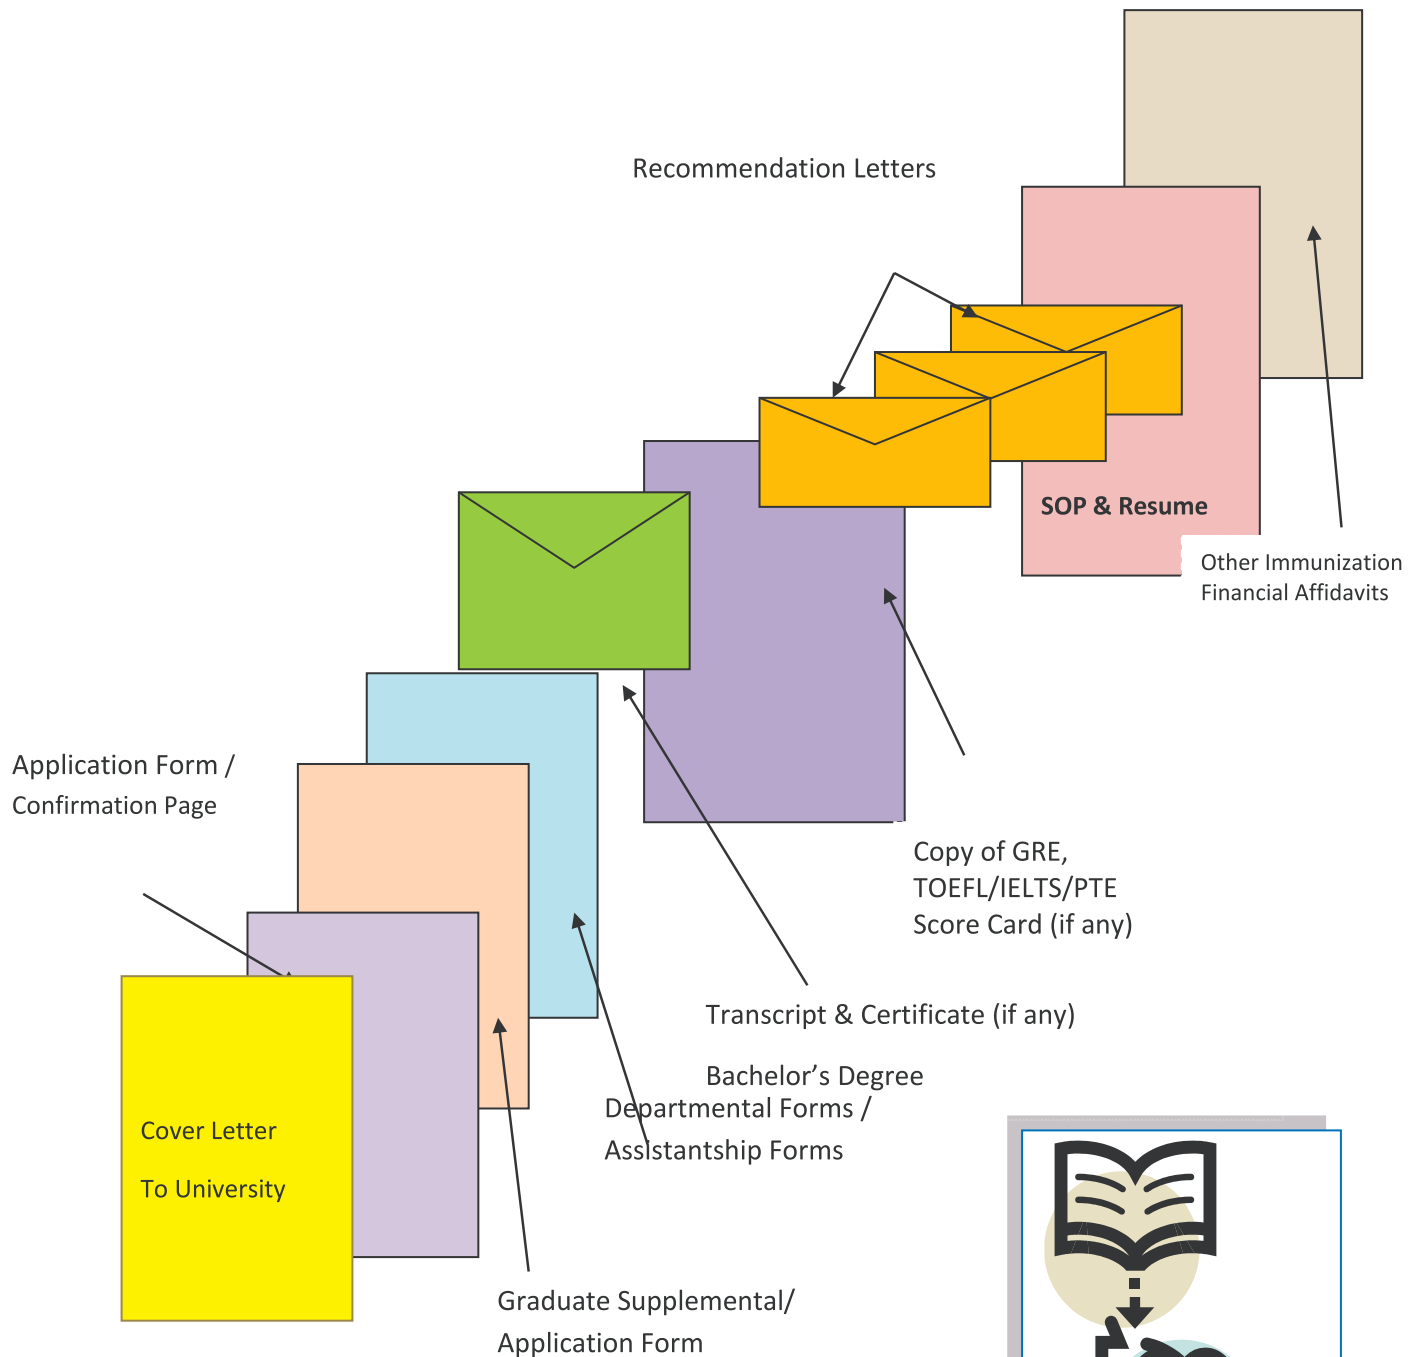 Recommendation Letters
SOP & Resume
Other Immunization
Financial Affidavits
Application Form /
Confirmation Page
Copy of GRE,
TOEFL/IELTS/PTE
Score Card (if any)
Transcript & Certificate (if any)
Bachelor’s Degree
Departmental Forms /
Assistantship Forms
Cover Letter
To University
Graduate Supplemental/
Application Form